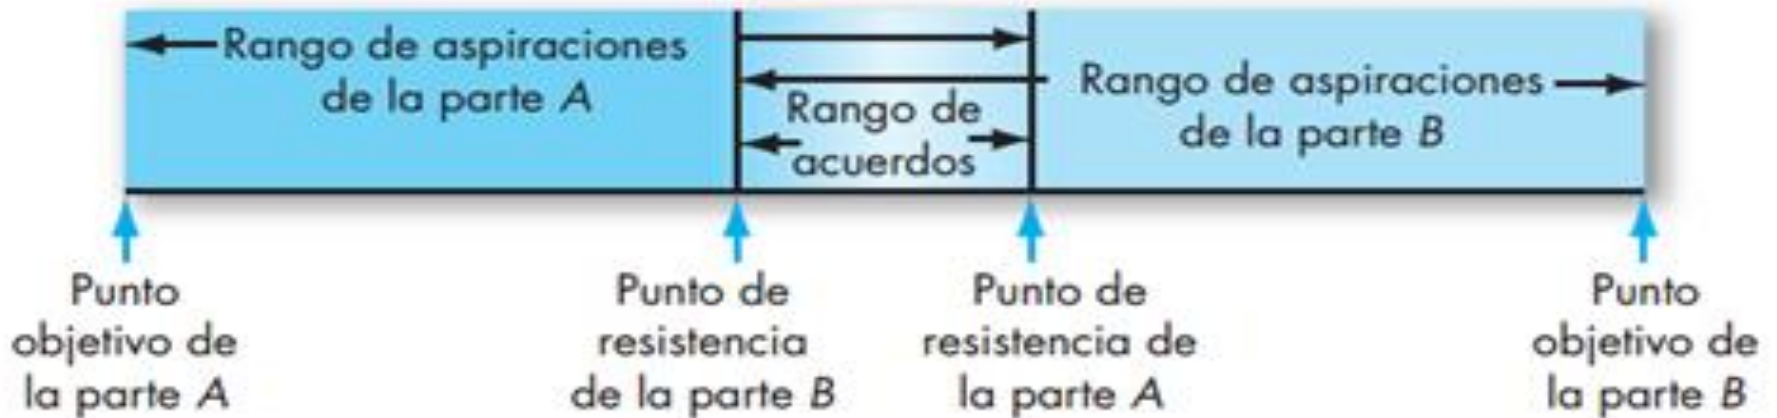 Rango de aspiraciones
de la parte A
Rango de
acuerdos
Rango de aspiraciones
de la parte B
Punto
objetivo de
la parte A
Punto de
resistencia
de la parte B
Punto de
resistencia de
la parte A
Punto
objetivo de
la parte B